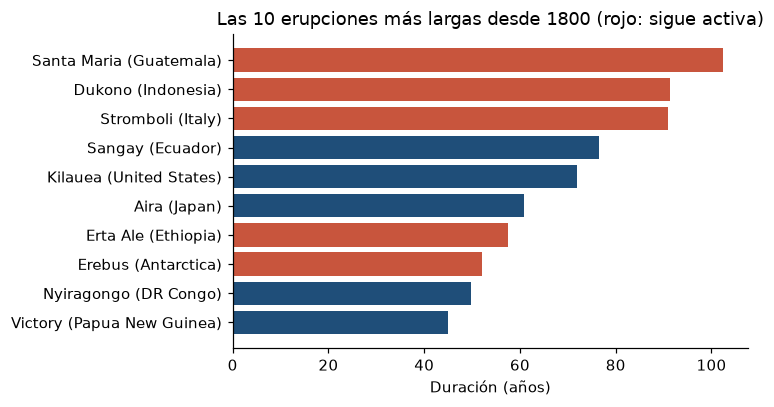 Las 10 erupciones más largas desde 1800 (rojo: sigue activa)
Santa Maria (Guatemala)
Dukono (Indonesia)
Stromboli (Italy)
Sangay (Ecuador)
Kilauea (United States)
Aira (Japan)
Erta Ale (Ethiopia)
Erebus (Antarctica)
Nyiragongo (DR Congo)
Victory (Papua New Guinea)
0 20 40 60 80 100
Duración (años)